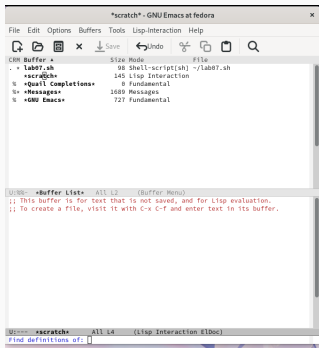 *scratch* - GNU Emacs at fedora
File Edit Options Buffers Tools Lisp-Interaction Help
Save Undo
CRM Buffer Size Mode File
. * lab07.sh 98 Shell-script[sh] ~/lab07.sh
*scratch* 145 Lisp Interaction
% *Quail Completions* 0 Fundamental
%* *Messages* 1689 Messages
% *GNU Emacs* 727 Fundamental
U:%%- *Buffer List* All L2 (Buffer Menu)
;; This buffer is for text that is not saved, and for Lisp evaluation.
;; To create a file, visit it with C-x C-f and enter text in its buffer.
U:--- *scratch* All L4 (Lisp Interaction ElDoc)
Find definitions of: